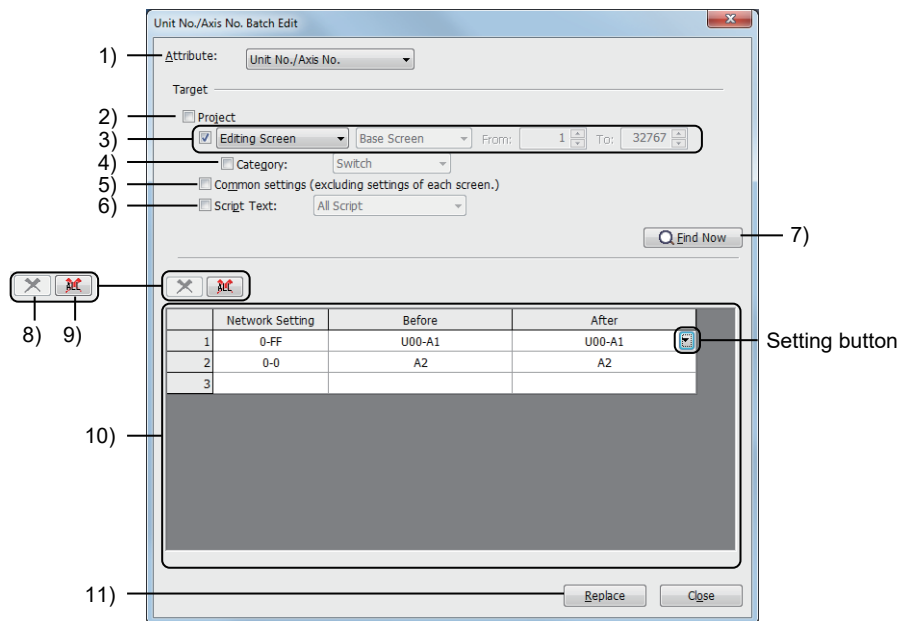 Unit No./Axis No. Batch Edit
1) Attribute: Unit No./Axis No.
Target
2) Project
3) Editing Screen Base Screen From: 1 To: 32767
4) Category: Switch
5) Common settings (excluding settings of each screen.)
6) Script Text: All Script
Find Now 7)
ALL ALL
8) 9)
Network Setting Before After
1 0-FF U00-A1 U00-A1 Setting button
2 0-0 A2 A2
3
10)
11) Replace Close